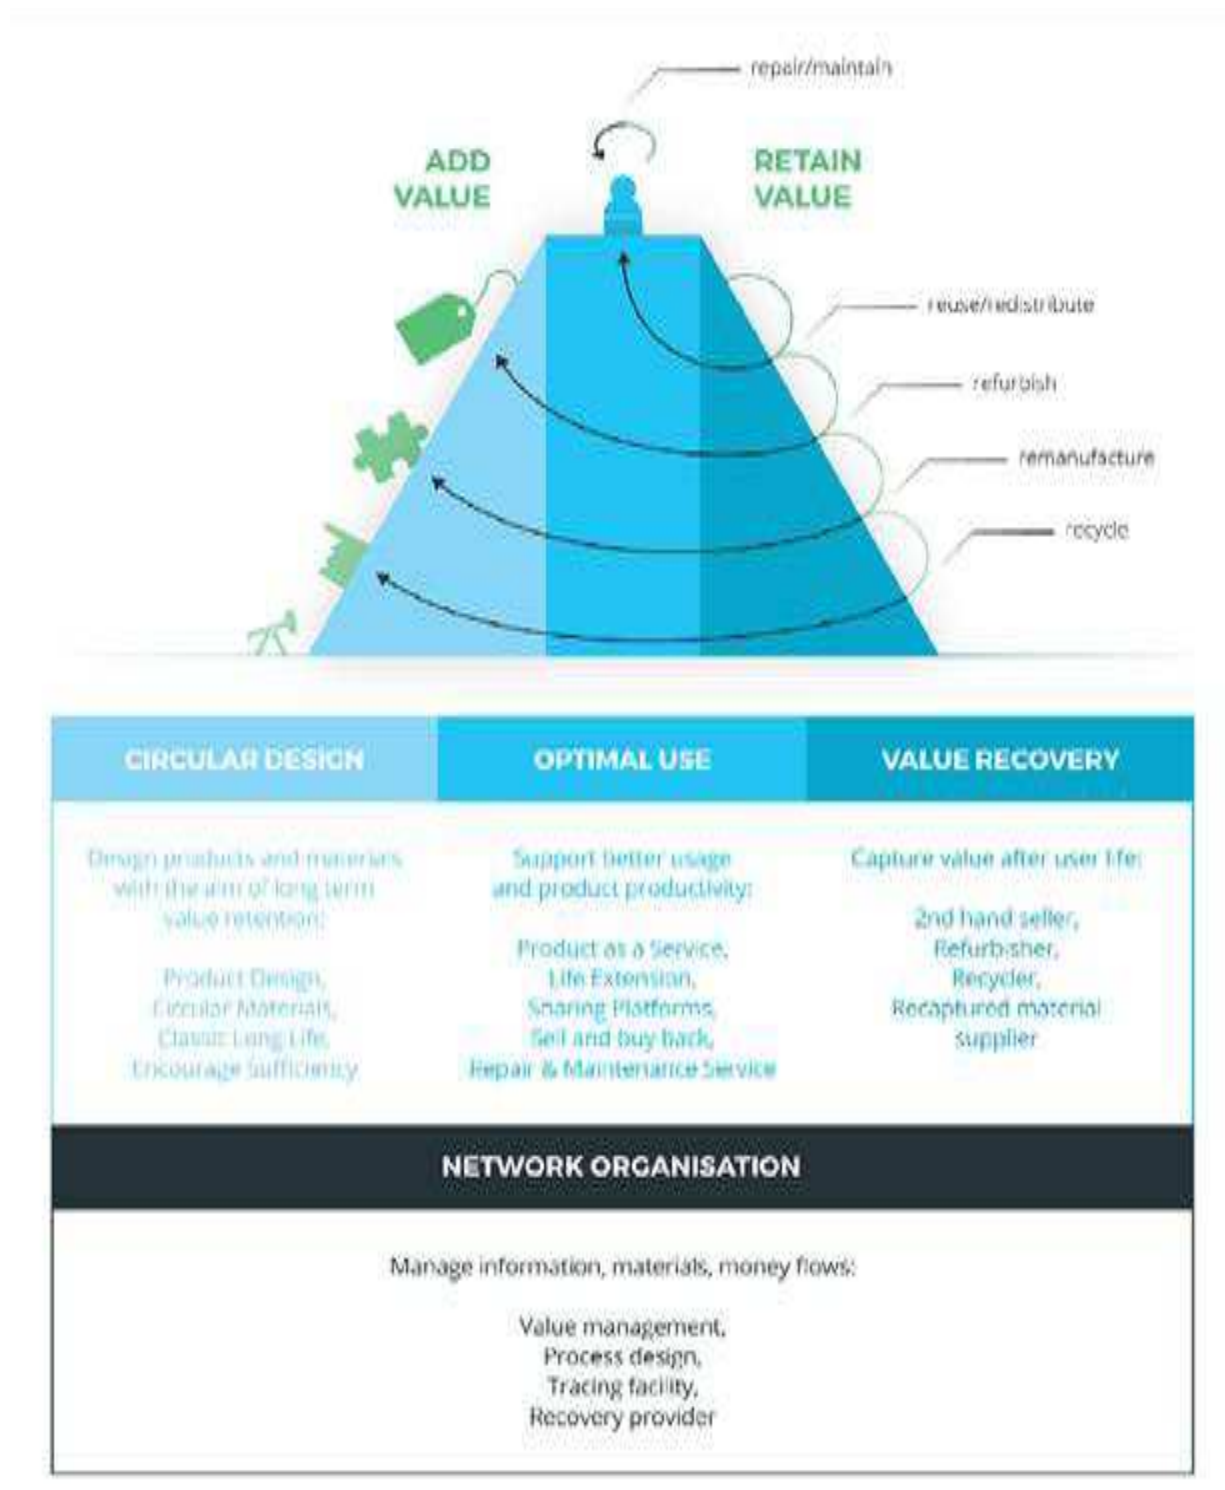 repair/maintain
ADD
VALUE
RETAIN
VALUE
reuse/redistribute
refurbish
remanufacture
recycle
CIRCULAR DESIGN
OPTIMAL USE
VALUE RECOVERY
Design products and materials
with the aim of long term
value retention:
Product Design,
Circular Materials,
Classic Long Life,
Encourage Sufficiency
Support better usage
and product productivity:
Product as a Service,
Life Extension,
Sharing Platforms,
Sell and buy back,
Repair & Maintenance Service
Capture value after user life:
2nd hand seller,
Refurbisher,
Recycler,
Recaptured material
supplier
NETWORK ORGANISATION
Manage information, materials, money flows:
Value management,
Process design,
Tracing facility,
Recovery provider